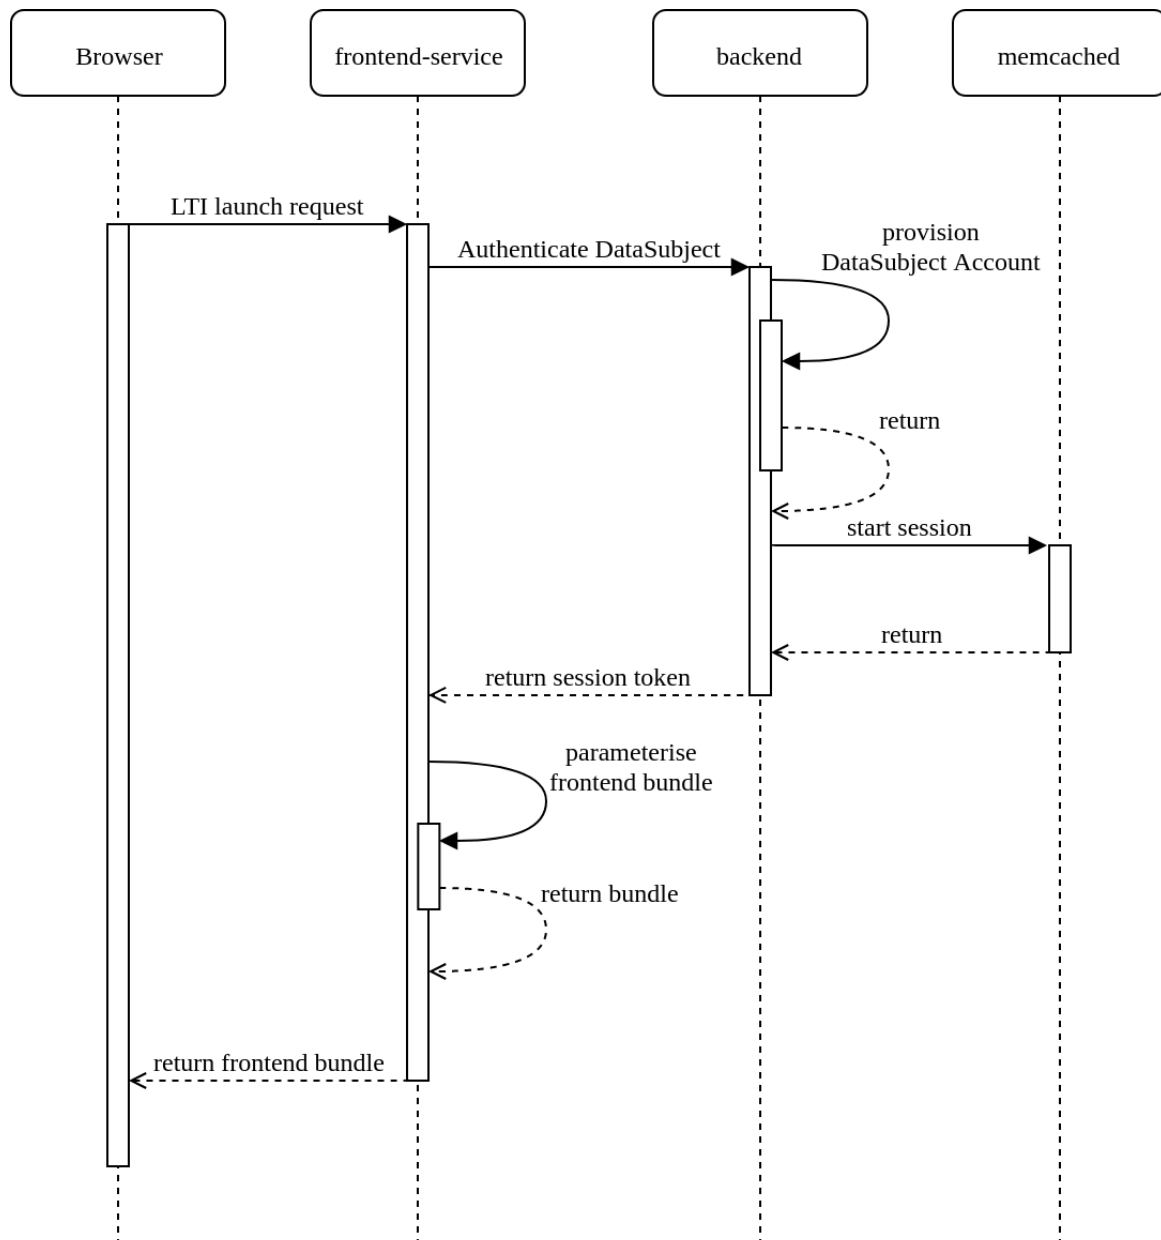 Browser
frontend-service
backend
memcached
LTI launch request
Authenticate DataSubject
provision
DataSubject Account
return
start session
return
return session token
parameterise
frontend bundle
return bundle
return frontend bundle